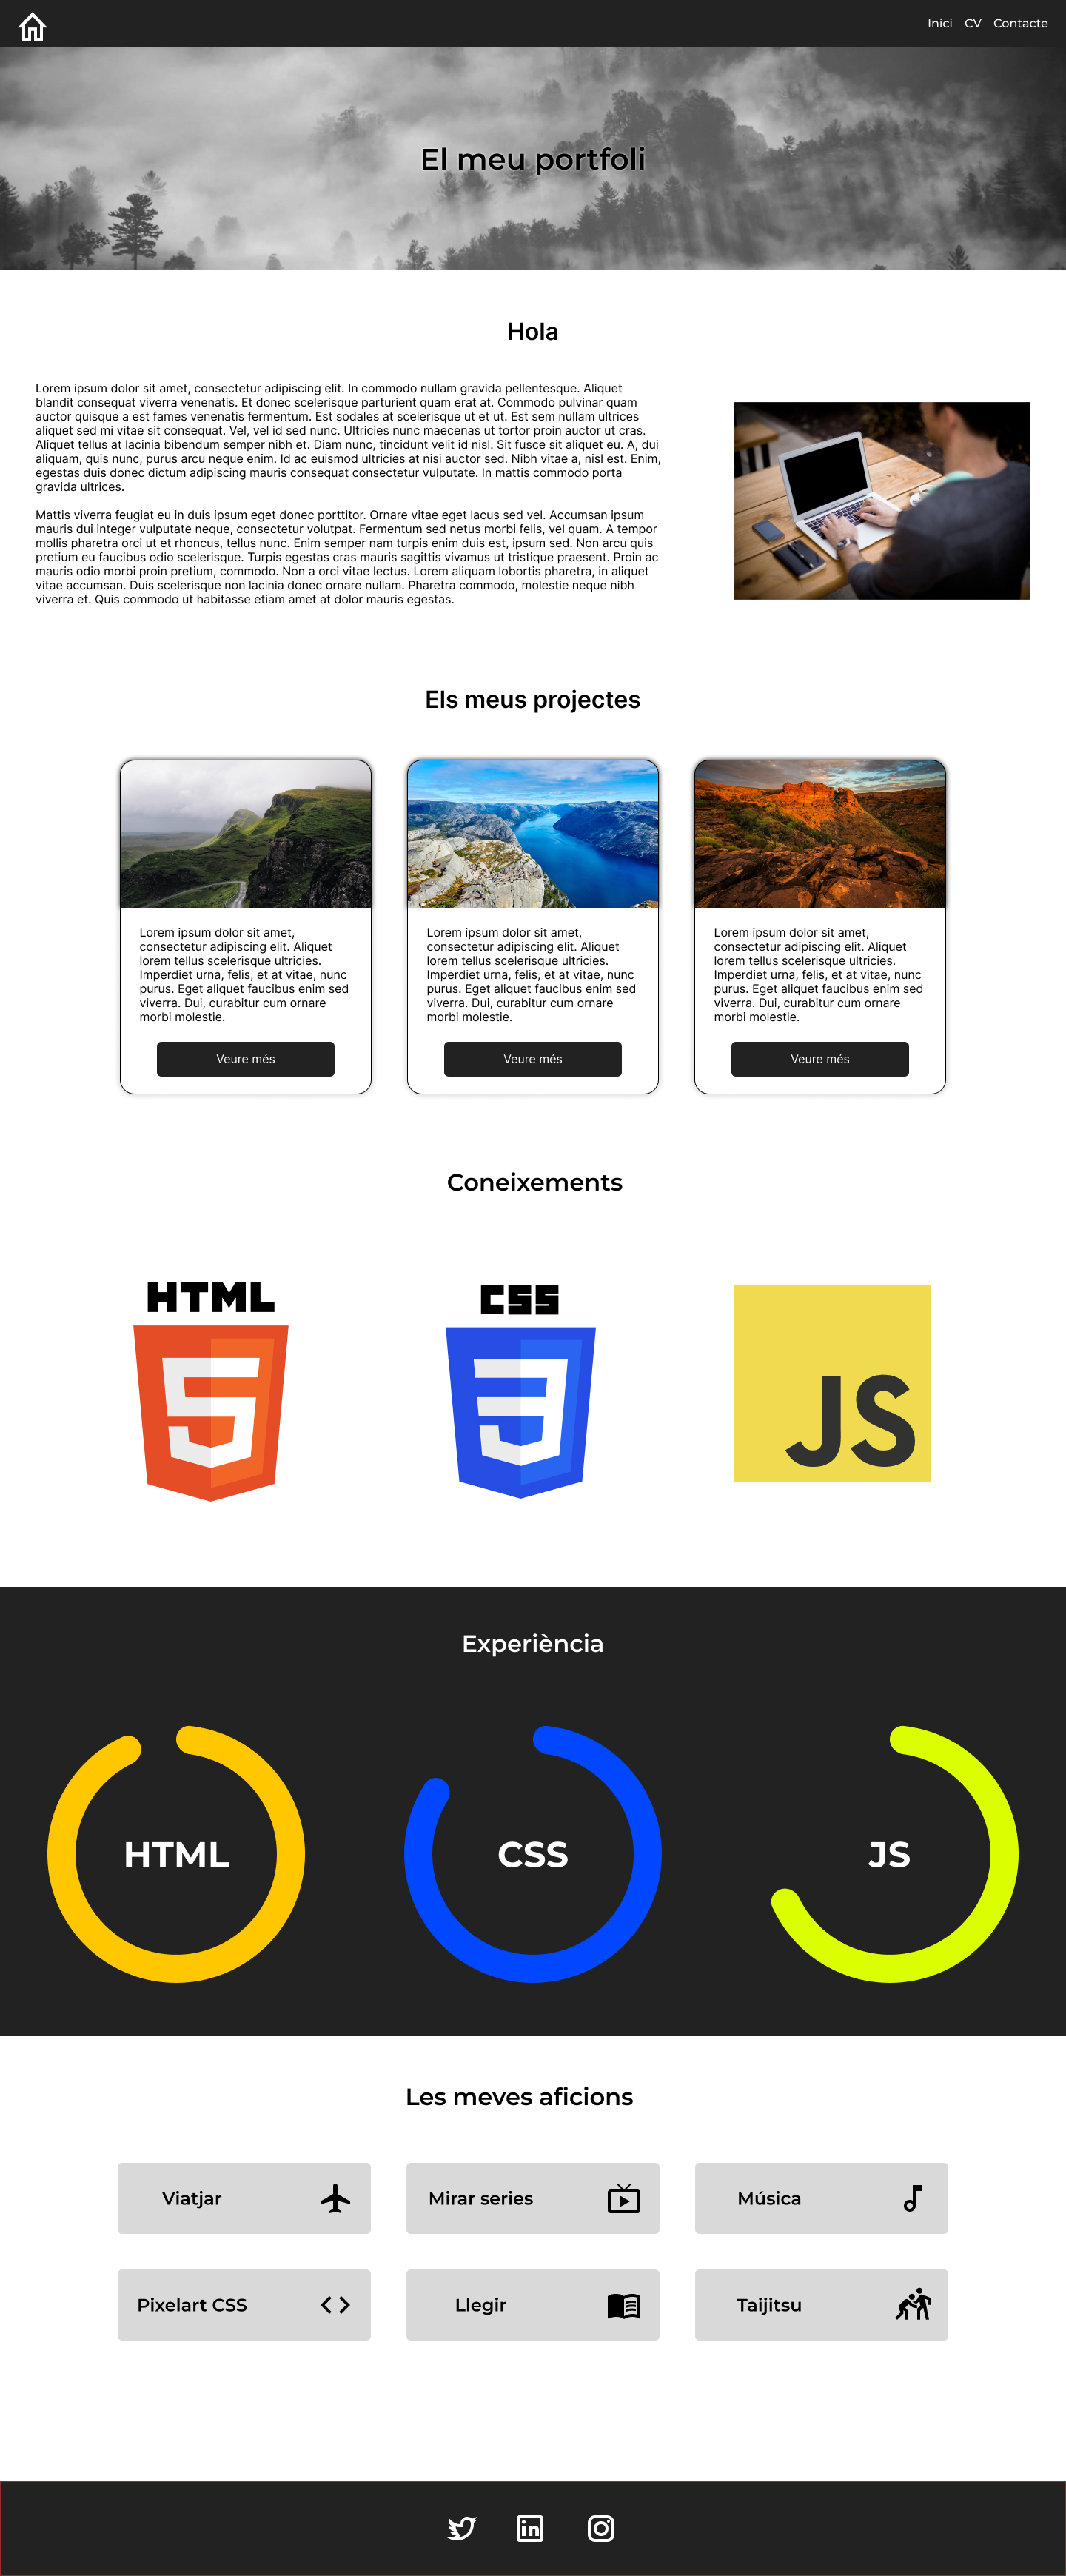 Inici CV Contacte
El meu portfoli
Hola
Lorem ipsum dolor sit amet, consectetur adipiscing elit. In commodo nullam gravida pellentesque. Aliquet
blandit consequat viverra venenatis. Et donec scelerisque parturient quam erat at. Commodo pulvinar quam
auctor quisque a est fames venenatis fermentum. Est sodales at scelerisque ut et ut. Est sem nullam ultrices
aliquet sed mi vitae sit consequat. Vel, vel id sed nunc. Ultricies nunc maecenas ut tortor proin auctor ut cras.
Aliquet tellus at lacinia bibendum semper nibh et. Diam nunc, tincidunt velit id nisl. Sit fusce sit aliquet eu. A, dui
aliquam, quis nunc, purus arcu neque enim. Id ac euismod ultricies at nisi auctor sed. Nibh vitae a, nisl est. Enim,
egestas duis donec dictum adipiscing mauris consequat consectetur vulputate. In mattis commodo porta
gravida ultrices.
Mattis viverra feugiat eu in duis ipsum eget donec porttitor. Ornare vitae eget lacus sed vel. Accumsan ipsum
mauris dui integer vulputate neque, consectetur volutpat. Fermentum sed netus morbi felis, vel quam. A tempor
mollis pharetra orci ut et rhoncus, tellus nunc. Enim semper nam turpis enim duis est, ipsum sed. Non arcu quis
pretium eu faucibus odio scelerisque. Turpis egestas cras mauris sagittis vivamus ut tristique praesent. Proin ac
mauris odio morbi proin pretium, commodo. Non a orci vitae lectus. Lorem aliquam lobortis pharetra, in aliquet
vitae accumsan. Duis scelerisque non lacinia donec ornare nullam. Pharetra commodo, molestie neque nibh
viverra et. Quis commodo ut habitasse etiam amet at dolor mauris egestas.
Els meus projectes
Lorem ipsum dolor sit amet,
consectetur adipiscing elit. Aliquet
lorem tellus scelerisque ultricies.
Imperdiet urna, felis, et at vitae, nunc
purus. Eget aliquet faucibus enim sed
viverra. Dui, curabitur cum ornare
morbi molestie.
Veure més
Lorem ipsum dolor sit amet,
consectetur adipiscing elit. Aliquet
lorem tellus scelerisque ultricies.
Imperdiet urna, felis, et at vitae, nunc
purus. Eget aliquet faucibus enim sed
viverra. Dui, curabitur cum ornare
morbi molestie.
Veure més
Lorem ipsum dolor sit amet,
consectetur adipiscing elit. Aliquet
lorem tellus scelerisque ultricies.
Imperdiet urna, felis, et at vitae, nunc
purus. Eget aliquet faucibus enim sed
viverra. Dui, curabitur cum ornare
morbi molestie.
Veure més
Coneixements
HTML
5
CSS
3
JS
Experiència
HTML
CSS
JS
Les meves aficions
Viatjar
Mirar series
Música
Pixelart CSS
Llegir
Taijitsu
in